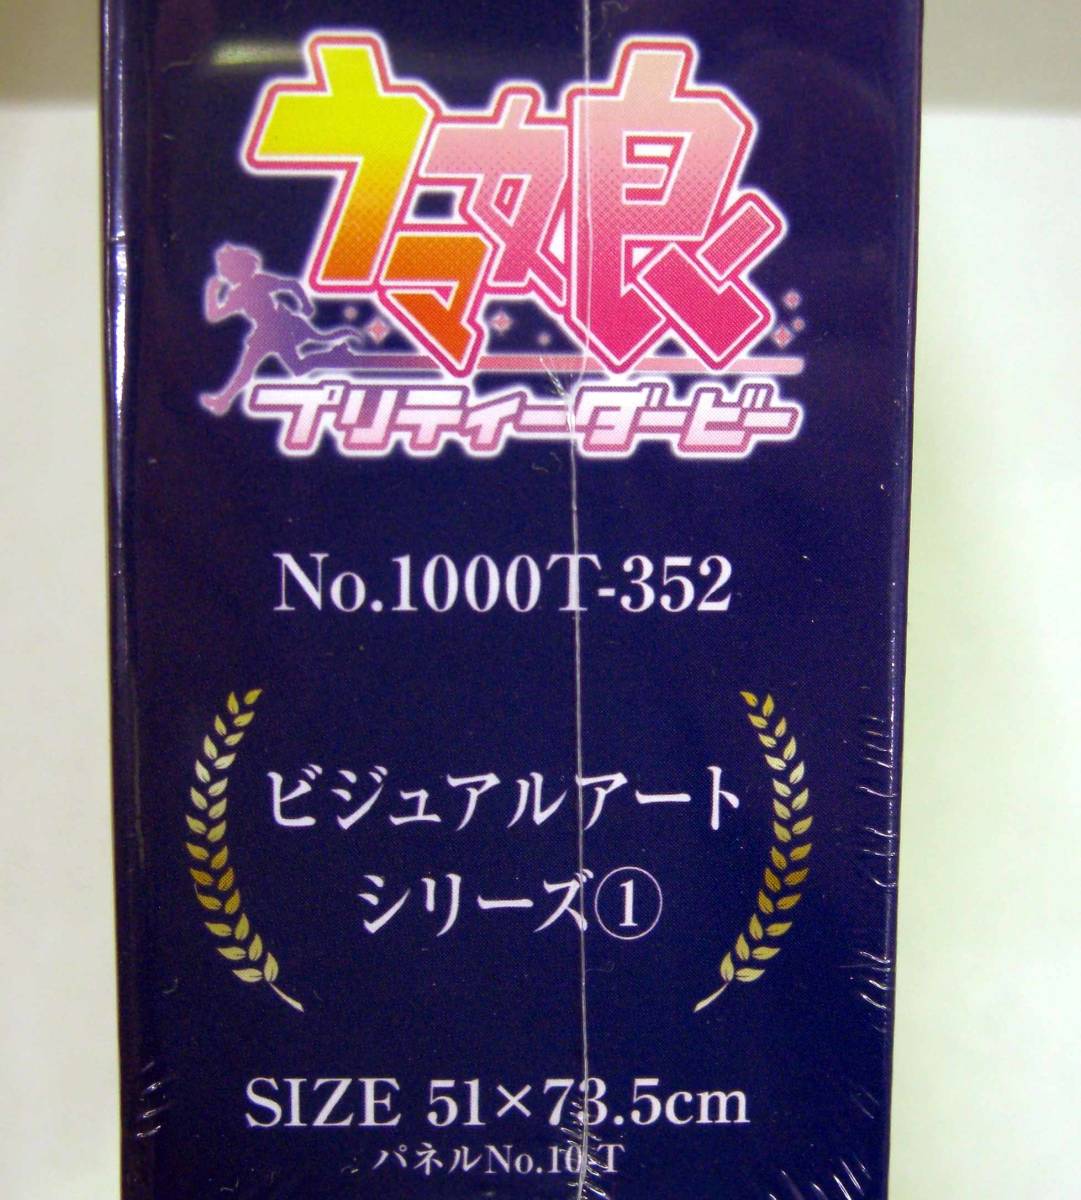 ウマ娘
プリティーダービー
No.1000T-352
ビジュアルアート
シリーズ①
SIZE 51×73.5cm
パネルNo.10-T